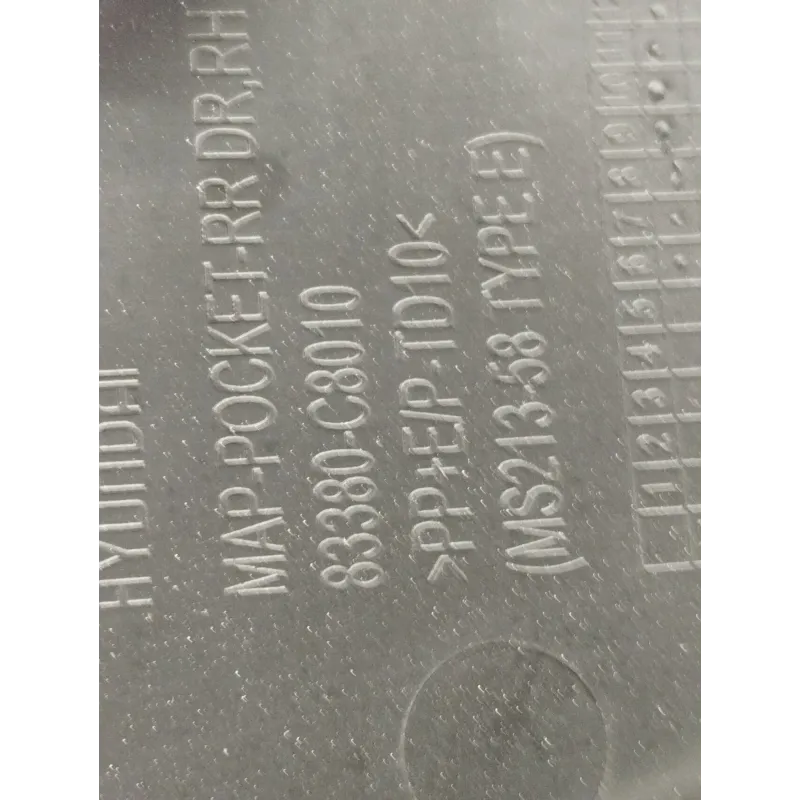 HYUNDAI
MAP-POCKET-RR DR,RH
83380-C8010
>PP+E/P-TD10<
(MS213-58 TYPE,E)
1 2 3 4 5 6 7 8 9 10 11 12